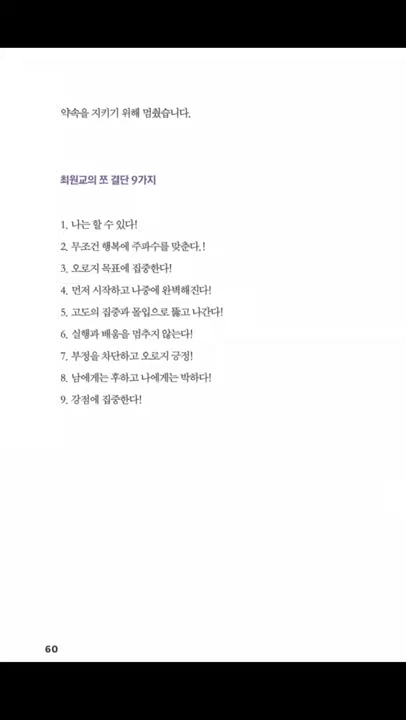 약속을 지키기 위해 멈췄습니다.
최원교의 쪼 결단 9가지
1. 나는 할 수 있다!
2. 무조건 행복에 주파수를 맞춘다.!
3. 오로지 목표에 집중한다!
4. 먼저 시작하고 나중에 완벽해진다!
5. 고도의 집중과 몰입으로 뚫고 나간다!
6. 실행과 배움을 멈추지 않는다!
7. 부정을 차단하고 오로지 긍정!
8. 남에게는 후하고 나에게는 박하다!
9. 강점에 집중한다!
60